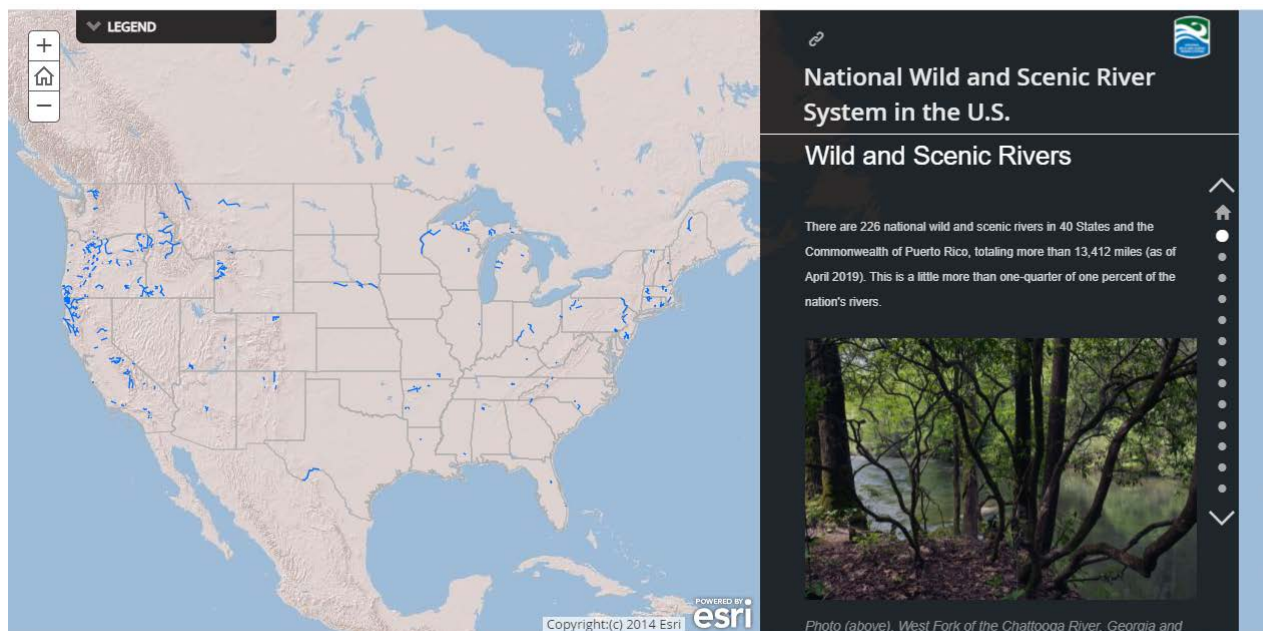 LEGEND
National Wild and Scenic River
System in the U.S.
Wild and Scenic Rivers
There are 226 national wild and scenic rivers in 40 States and the
Commonwealth of Puerto Rico, totaling more than 13,412 miles (as of
April 2019). This is a little more than one-quarter of one percent of the
nation's rivers.
Photo (above). West Fork of the Chattooga River, Georgia and
POWERED BY
esri
Copyright:(c) 2014 Esri